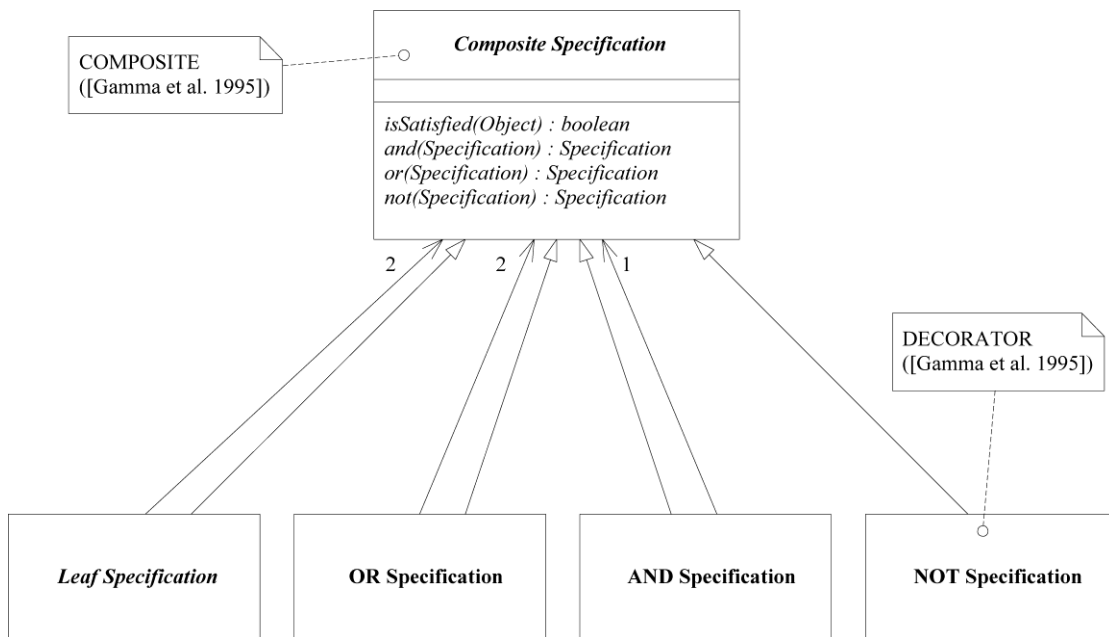 Composite Specification
COMPOSITE
([Gamma et al. 1995])
isSatisfied(Object) : boolean
and(Specification) : Specification
or(Specification) : Specification
not(Specification) : Specification
2
2
1
DECORATOR
([Gamma et al. 1995])
Leaf Specification
OR Specification
AND Specification
NOT Specification